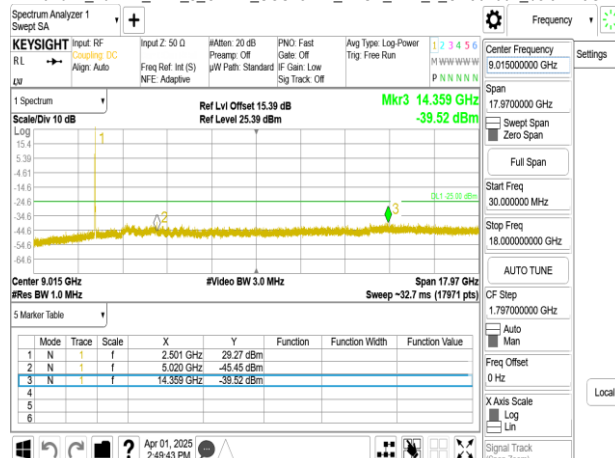 Spectrum Analyzer 1
Swept SA
Frequency
Settings
KEYSIGHT
Input: RF
Coupling: DC
Align: Auto
Input Z: 50 Ω
Freq Ref: Int (S)
NFE: Adaptive
#Atten: 20 dB
Preamp: Off
µW Path: Standard
PNO: Fast
Gate: Off
IF Gain: Low
Sig Track: Off
Avg Type: Log-Power
Trig: Free Run
1 2 3 4 5 6
M W W W W W
P N N N N N
RL
LXI
1 Spectrum
Scale/Div 10 dB
Ref Lvl Offset 15.39 dB
Ref Level 25.39 dBm
Mkr3 14.359 GHz
-39.52 dBm
Log
15.4
5.39
-4.61
-14.6
-24.6
-34.6
-44.6
-54.6
-64.6
1
2
3
DL1 -25.00 dBm
Center 9.015 GHz
#Res BW 1.0 MHz
#Video BW 3.0 MHz
Span 17.97 GHz
Sweep ~32.7 ms (17971 pts)
5 Marker Table
Mode Trace Scale X Y Function Function Width Function Value
1 N 1 f 2.501 GHz 29.27 dBm
2 N 1 f 5.020 GHz -45.45 dBm
3 N 1 f 14.359 GHz -39.52 dBm
4
5
6
Apr 01, 2025
2:49:43 PM
Center Frequency
9.015000000 GHz
Span
17.9700000 GHz
Swept Span
Zero Span
Full Span
Start Freq
30.000000 MHz
Stop Freq
18.000000000 GHz
AUTO TUNE
CF Step
1.797000000 GHz
Auto
Man
Freq Offset
0 Hz
X Axis Scale
Log
Lin
Signal Track
Local